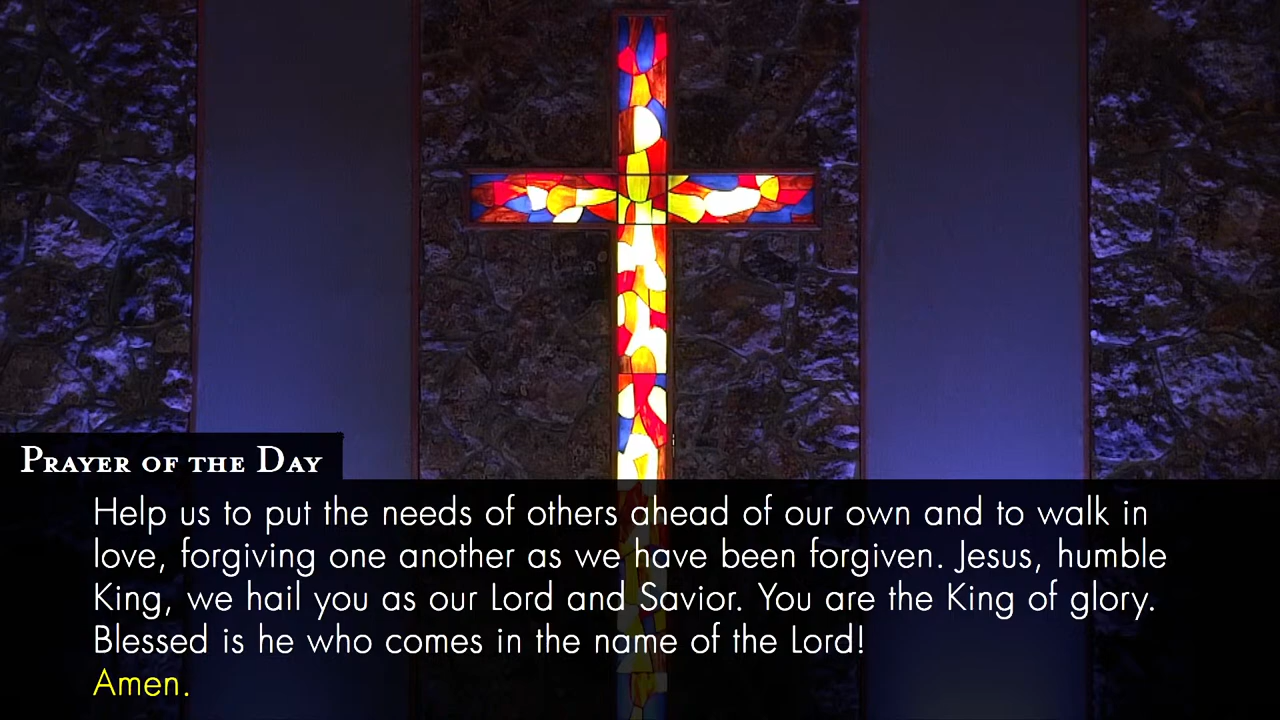 Prayer of the Day
Help us to put the needs of others ahead of our own and to walk in
love, forgiving one another as we have been forgiven. Jesus, humble
King, we hail you as our Lord and Savior. You are the King of glory.
Blessed is he who comes in the name of the Lord!
Amen.